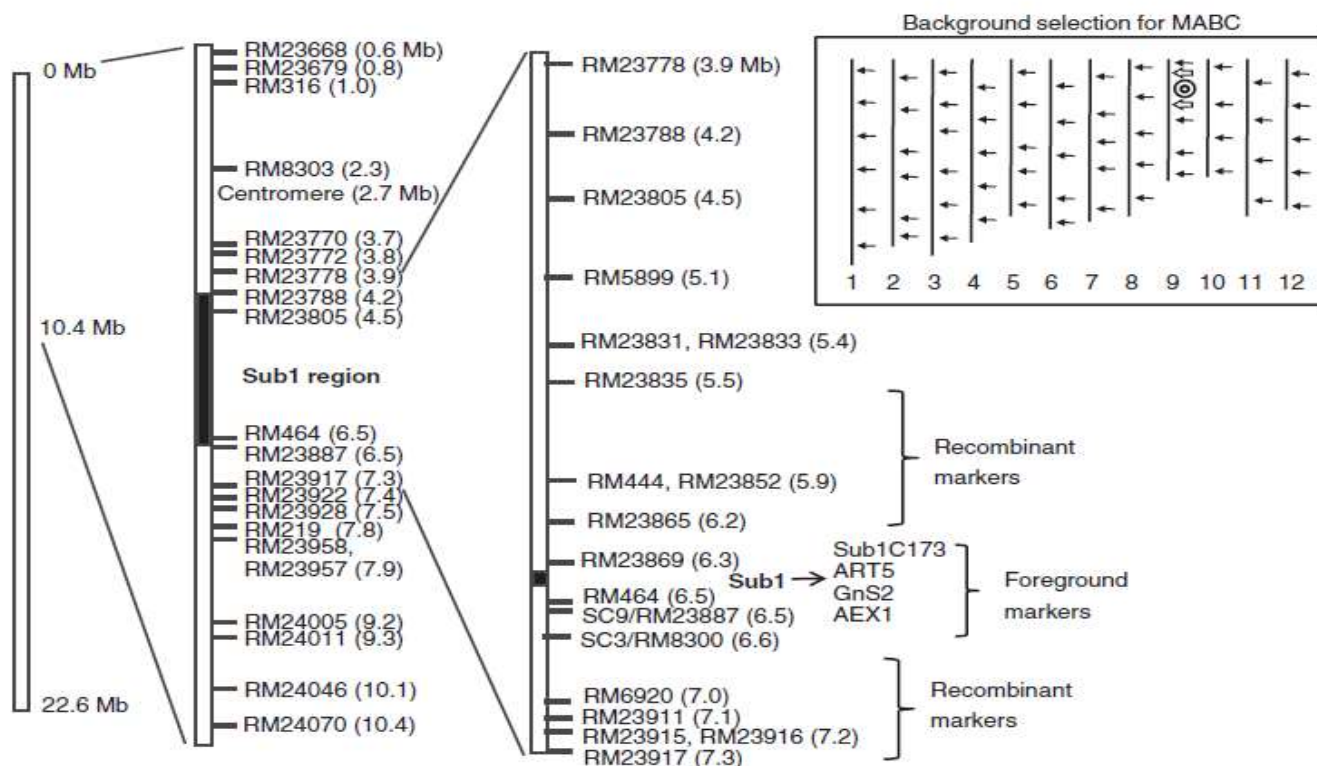 Background selection for MABC
1 2 3 4 5 6 7 8 9 10 11 12
0 Mb
10.4 Mb
22.6 Mb
RM23668 (0.6 Mb)
RM23679 (0.8)
RM316 (1.0)
RM8303 (2.3)
Centromere (2.7 Mb)
RM23770 (3.7)
RM23772 (3.8)
RM23778 (3.9)
RM23788 (4.2)
RM23805 (4.5)
Sub1 region
RM464 (6.5)
RM23887 (6.5)
RM23917 (7.3)
RM23922 (7.4)
RM23928 (7.5)
RM219 (7.8)
RM23958,
RM23957 (7.9)
RM24005 (9.2)
RM24011 (9.3)
RM24046 (10.1)
RM24070 (10.4)
RM23778 (3.9 Mb)
RM23788 (4.2)
RM23805 (4.5)
RM5899 (5.1)
RM23831, RM23833 (5.4)
RM23835 (5.5)
RM444, RM23852 (5.9)
RM23865 (6.2)
RM23869 (6.3)
Sub1
RM464 (6.5)
SC9/RM23887 (6.5)
SC3/RM8300 (6.6)
RM6920 (7.0)
RM23911 (7.1)
RM23915, RM23916 (7.2)
RM23917 (7.3)
Recombinant
markers
Sub1C173
ART5
GnS2
AEX1
Foreground
markers
Recombinant
markers